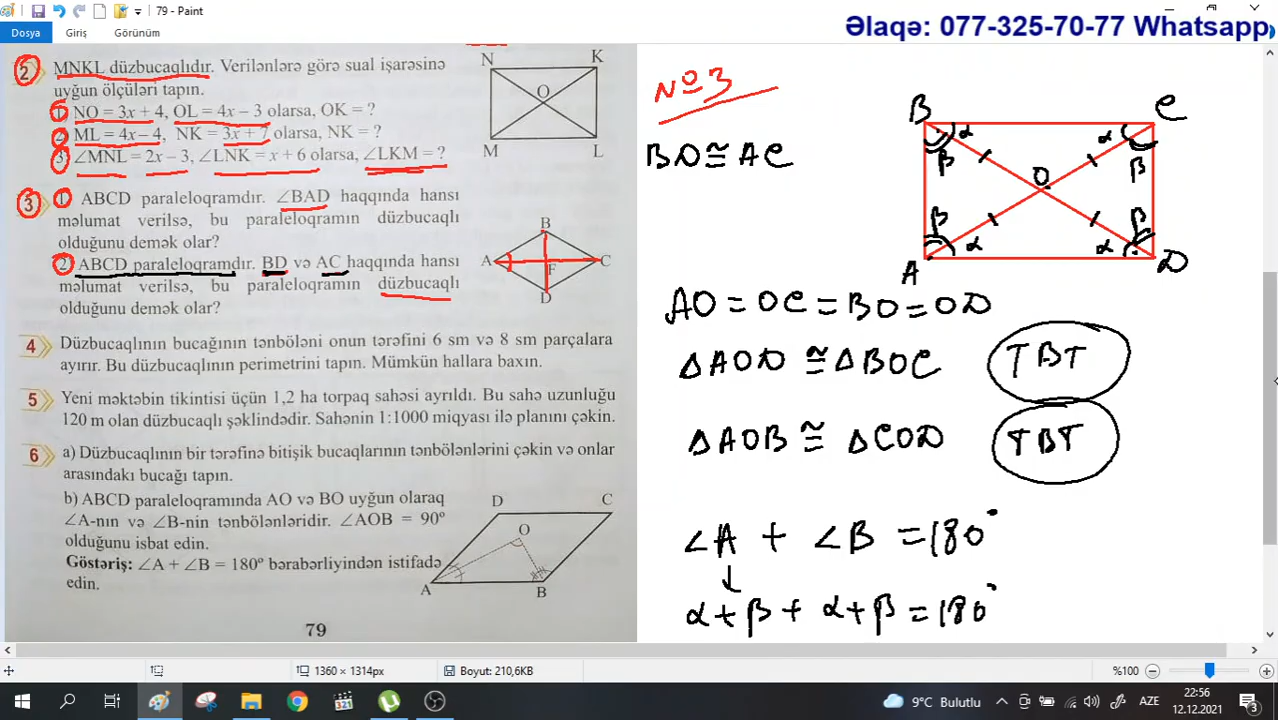 79 - Paint
Əlaqə: 077-325-70-77 Whatsapp
Dosya Giriş Görünüm
2 MNKL düzbucaqlıdır. Verilənlərə görə sual işarəsinə
uyğun ölçüləri tapın.
1) NO = 3x + 4, OL = 4x – 3 olarsa, OK = ?
2) ML = 4x – 4, NK = 3x + 7 olarsa, NK = ?
3) ∠MNL = 2x – 3, ∠LNK = x + 6 olarsa, ∠LKM = ?
N K
O
M L
3 1) ABCD paraleloqramdır. ∠BAD haqqında hansı
məlumat verilsə, bu paraleloqramın düzbucaqlı
olduğunu demək olar?
2) ABCD paraleloqramdır. BD və AC haqqında hansı
məlumat verilsə, bu paraleloqramın düzbucaqlı
olduğunu demək olar?
B
A C
F
D
4 Düzbucaqlının bucağının tənböləni onun tərəfini 6 sm və 8 sm parçalara
ayırır. Bu düzbucaqlının perimetrini tapın. Mümkün hallara baxın.
5 Yeni məktəbin tikintisi üçün 1,2 ha torpaq sahəsi ayrıldı. Bu sahə uzunluğu
120 m olan düzbucaqlı şəklindədir. Sahənin 1:1000 miqyası ilə planını çəkin.
6 a) Düzbucaqlının bir tərəfinə bitişik bucaqlarının tənbölənlərini çəkin və onlar
arasındakı bucağı tapın.
b) ABCD paraleloqramında AO və BO uyğun olaraq
∠A-nın və ∠B-nin tənbölənləridir. ∠AOB = 90º
olduğunu isbat edin.
Göstəriş: ∠A + ∠B = 180º bərabərliyindən istifadə
edin.
D C
O
A B
79
№3
BD ≅ AC
B C
α α
β β
O
β β
α α
A D
AO = OC = BO = OD
△AOD ≅ △BOC TBT
△AOB ≅ △COD TBT
∠A + ∠B = 180°
α + β + α + β = 180°
1360 × 1314px Boyut: 210,6KB %100
9°C Bulutlu AZE 22:56
12.12.2021 3